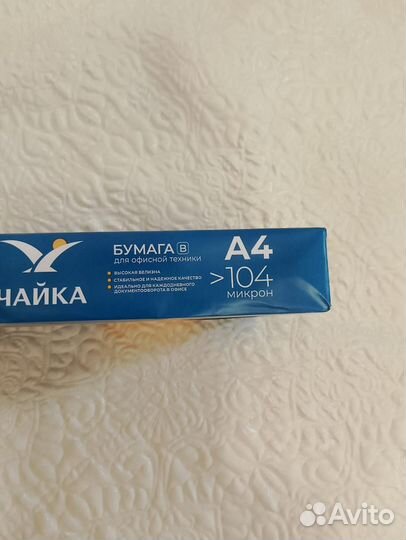 ЧАЙКА
БУМАГА B
для офисной техники
ВЫСОКАЯ БЕЛИЗНА
СТАБИЛЬНОЕ И НАДЕЖНОЕ КАЧЕСТВО
ИДЕАЛЬНО ДЛЯ КАЖДОДНЕВНОГО
ДОКУМЕНТООБОРОТА В ОФИСЕ
A4
>104
микрон
Avito